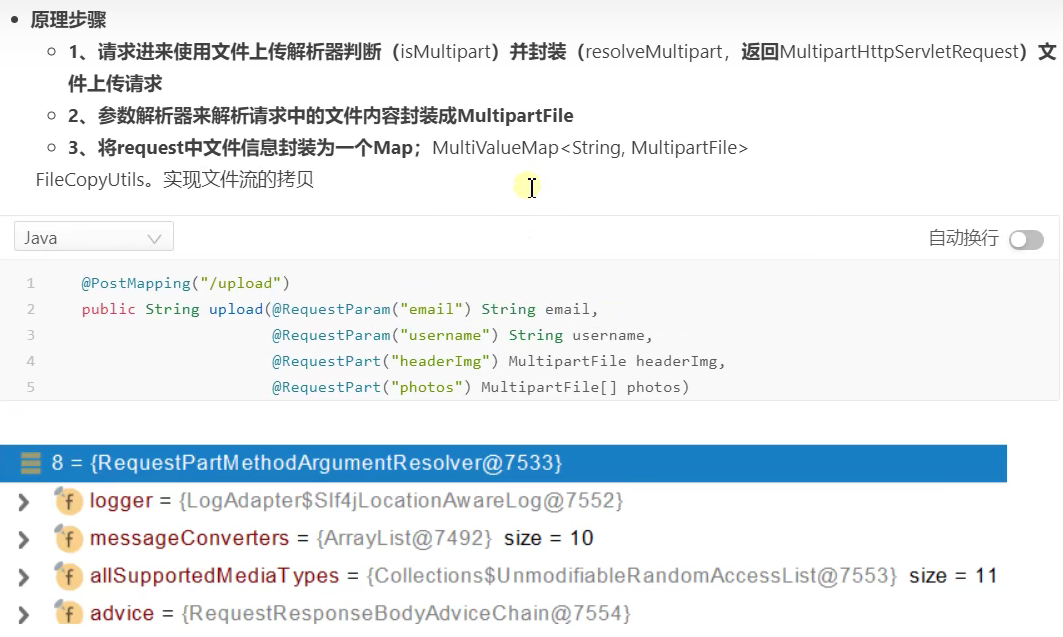 原理步骤
1、请求进来使用文件上传解析器判断（isMultipart）并封装（resolveMultipart，返回MultipartHttpServletRequest）文
件上传请求
2、参数解析器来解析请求中的文件内容封装成MultipartFile
3、将request中文件信息封装为一个Map；MultiValueMap<String, MultipartFile>
FileCopyUtils。实现文件流的拷贝
Java 自动换行
1 @PostMapping("/upload")
2 public String upload(@RequestParam("email") String email,
3 @RequestParam("username") String username,
4 @RequestPart("headerImg") MultipartFile headerImg,
5 @RequestPart("photos") MultipartFile[] photos)
8 = {RequestPartMethodArgumentResolver@7533}
f logger = {LogAdapter$Slf4jLocationAwareLog@7552}
f messageConverters = {ArrayList@7492} size = 10
f allSupportedMediaTypes = {Collections$UnmodifiableRandomAccessList@7553} size = 11
f advice = {RequestResponseBodyAdviceChain@7554}